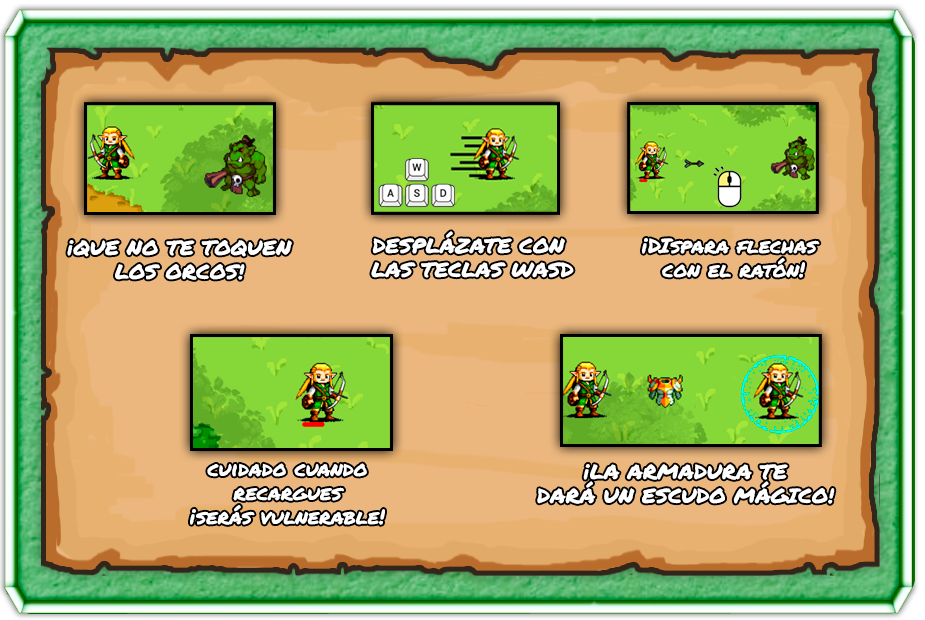 W
A S D
¡QUE NO TE TOQUEN
LOS ORCOS!
DESPLÁZATE CON
LAS TECLAS WASD
¡DISPARA FLECHAS
CON EL RATÓN!
CUIDADO CUANDO
RECARGUES
¡SERÁS VULNERABLE!
¡LA ARMADURA TE
DARÁ UN ESCUDO MÁGICO!